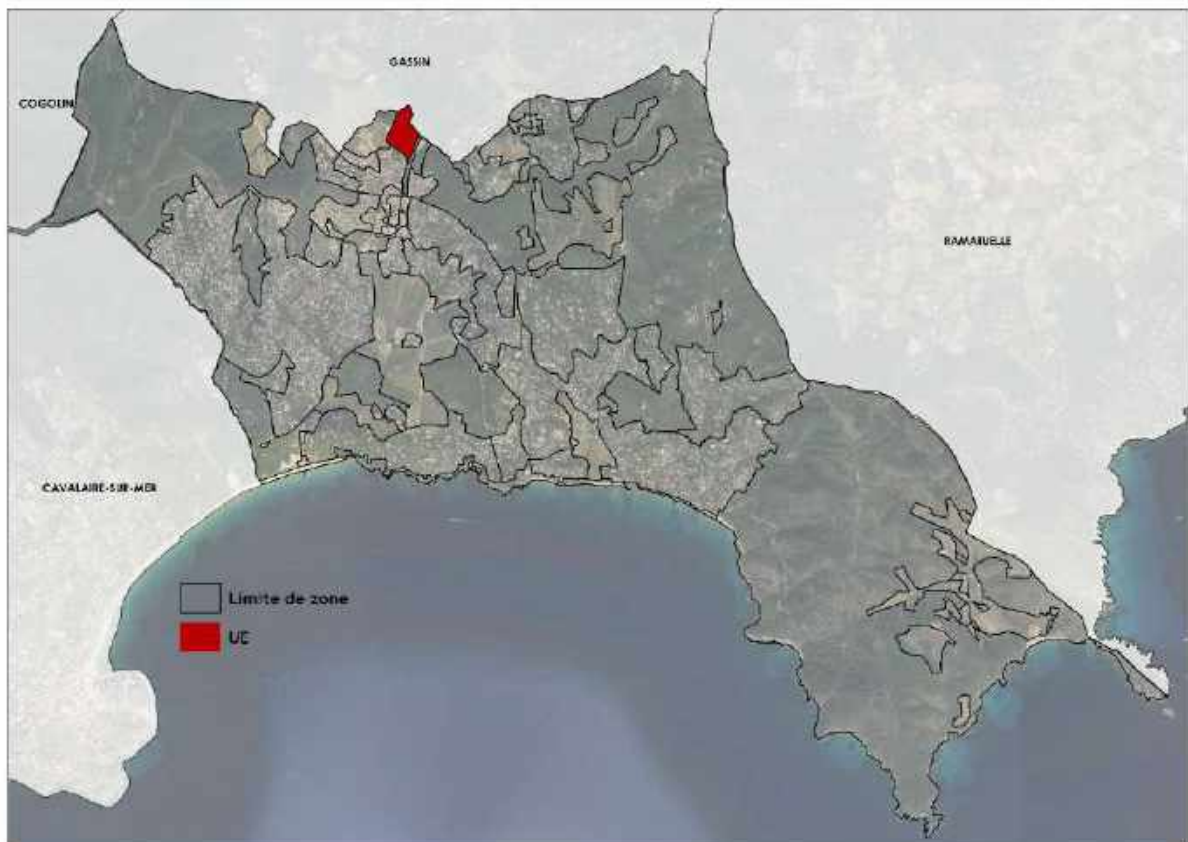 GASSIN
COGOLIN
RAMATUELLE
CAVALAIRE-SUR-MER
Limite de zone
UE